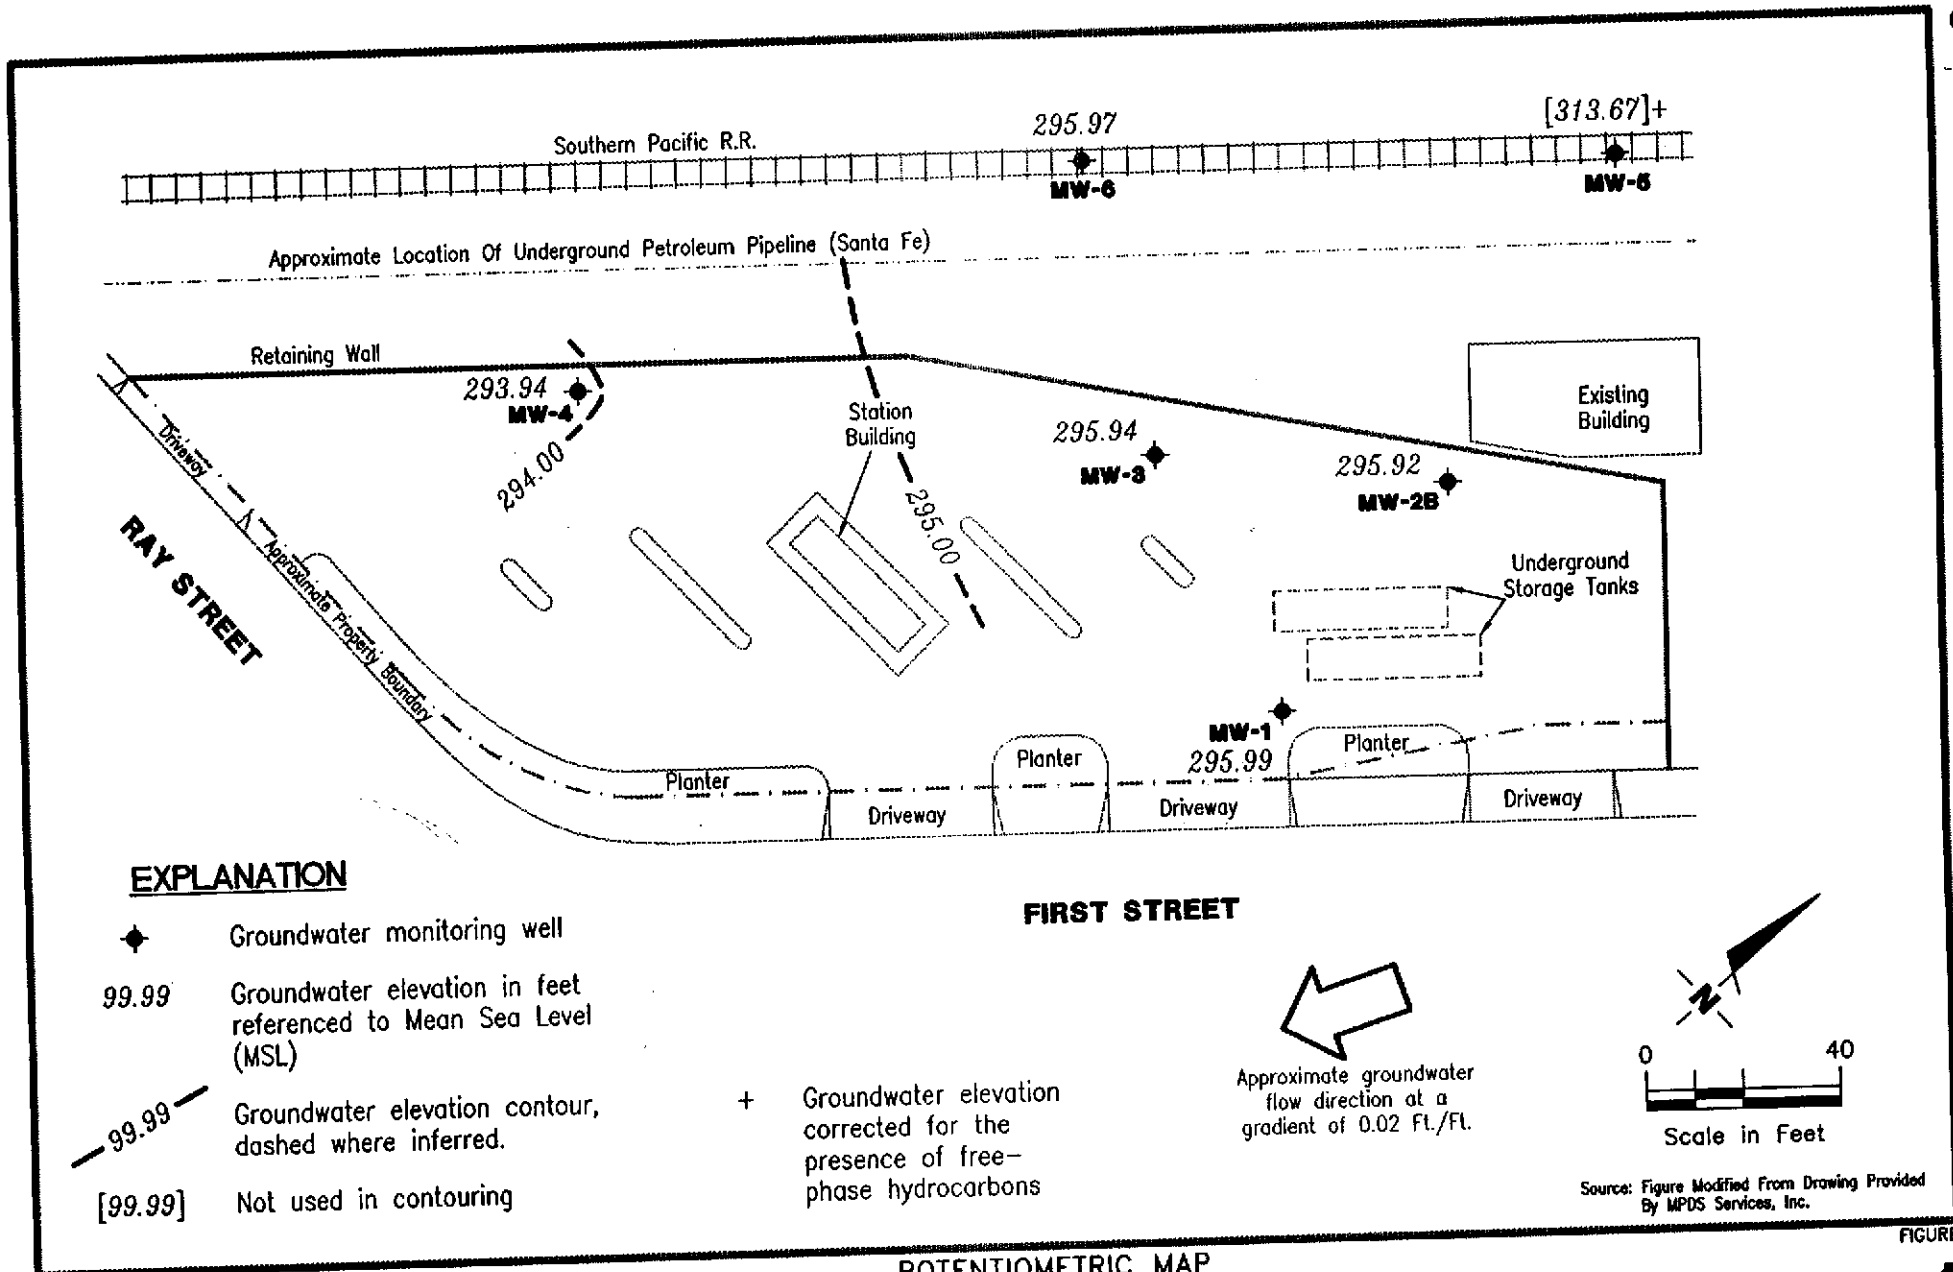 295.97
[313.67]+
Southern Pacific R.R.
MW-6
MW-5
Approximate Location Of Underground Petroleum Pipeline (Santa Fe)
Retaining Wall
293.94
MW-4
294.00
Station
Building
295.00
295.94
MW-3
295.92
MW-2B
Existing
Building
Driveway
RAY STREET
Approximate Property Boundary
Underground
Storage Tanks
MW-1
295.99
Planter
Planter
Planter
Driveway
Driveway
Driveway
FIRST STREET
EXPLANATION
Groundwater monitoring well
99.99
Groundwater elevation in feet
referenced to Mean Sea Level
(MSL)
99.99
Groundwater elevation contour,
dashed where inferred.
[99.99]
Not used in contouring
+
Groundwater elevation
corrected for the
presence of free-
phase hydrocarbons
Approximate groundwater
flow direction at a
gradient of 0.02 Ft./Ft.
N
0
40
Scale in Feet
Source: Figure Modified From Drawing Provided
By MPDS Services, Inc.
FIGURE
POTENTIOMETRIC MAP